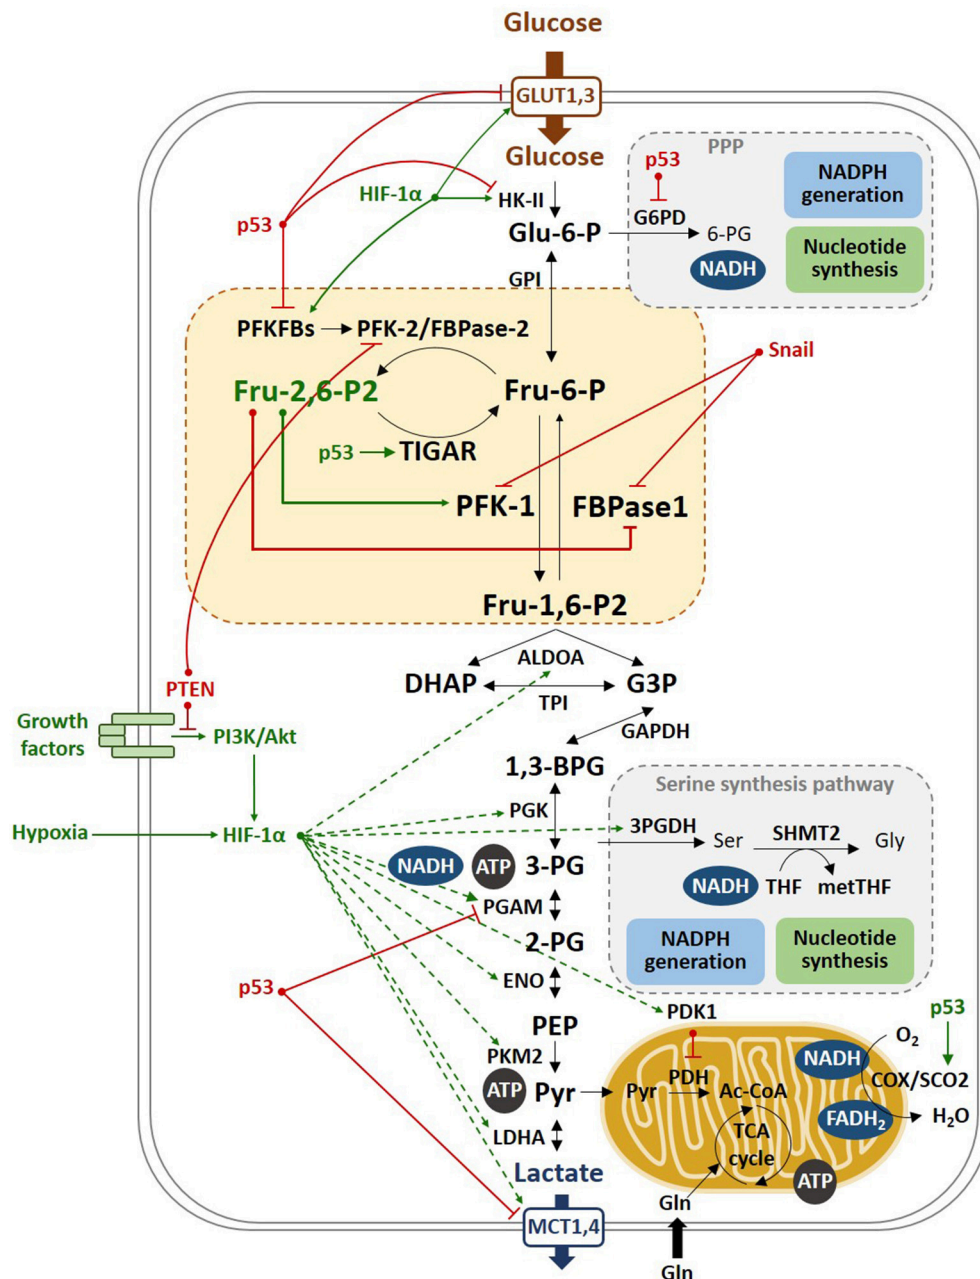 Glucose
GLUT1,3
Glucose
PPP
p53
NADPH
generation
HIF-1α
HK-II
p53
G6PD
Glu-6-P
6-PG
Nucleotide
synthesis
NADH
GPI
PFKFBs
PFK-2/FBPase-2
Snail
Fru-2,6-P2
Fru-6-P
p53
TIGAR
PFK-1
FBPase1
Fru-1,6-P2
ALDOA
DHAP
G3P
TPI
PTEN
Growth
factors
PI3K/Akt
GAPDH
1,3-BPG
Serine synthesis pathway
PGK
3PGDH
Hypoxia
HIF-1α
Ser
SHMT2
Gly
NADH
ATP
3-PG
NADH
THF
metTHF
PGAM
2-PG
NADPH
generation
Nucleotide
synthesis
ENO
p53
PDK1
p53
PEP
O2
PKM2
NADH
ATP
Pyr
Pyr
PDH
Ac-CoA
COX/SCO2
FADH2
H2O
LDHA
TCA
cycle
Lactate
ATP
Gln
MCT1,4
Gln